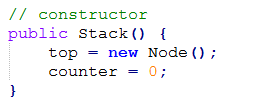 // constructor
public Stack() {
    top = new Node();
    counter = 0;
}